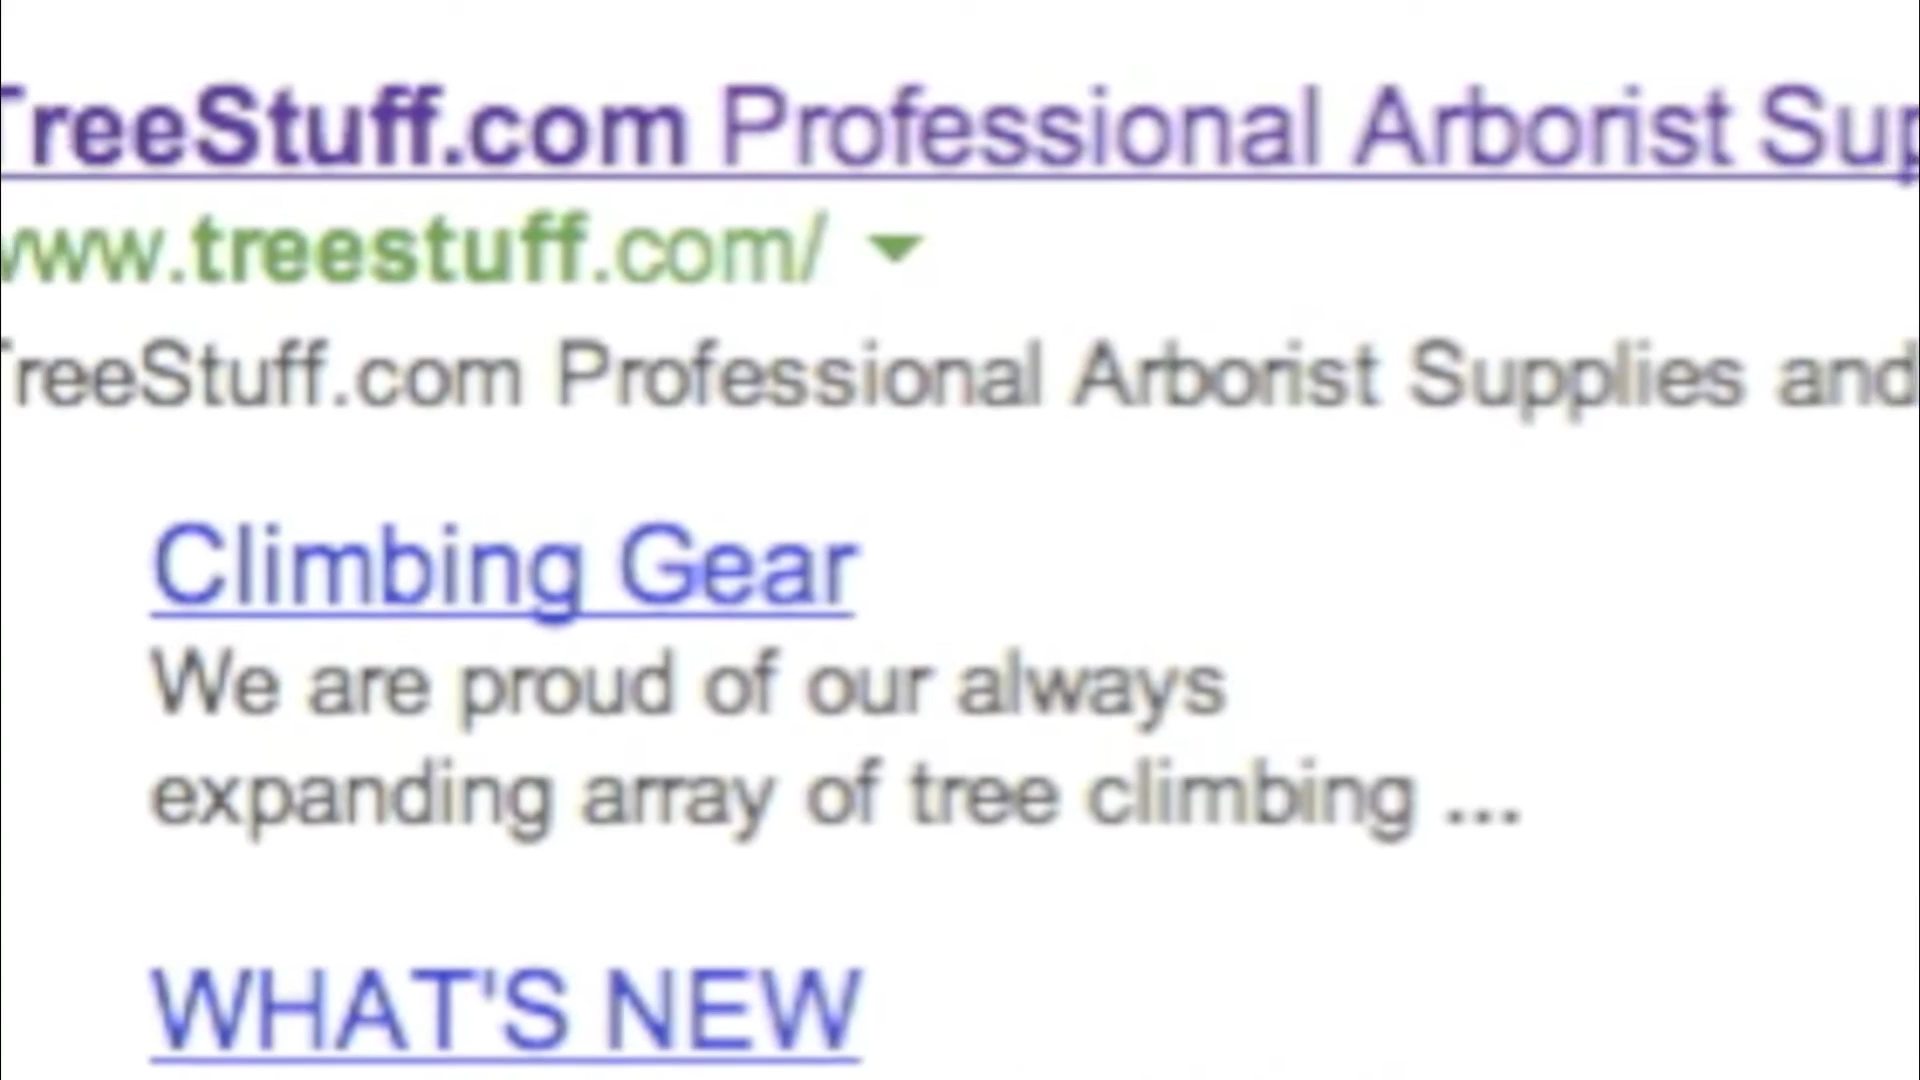 TreeStuff.com Professional Arborist Sup
www.treestuff.com/
TreeStuff.com Professional Arborist Supplies and
Climbing Gear
We are proud of our always
expanding array of tree climbing ...
WHAT'S NEW